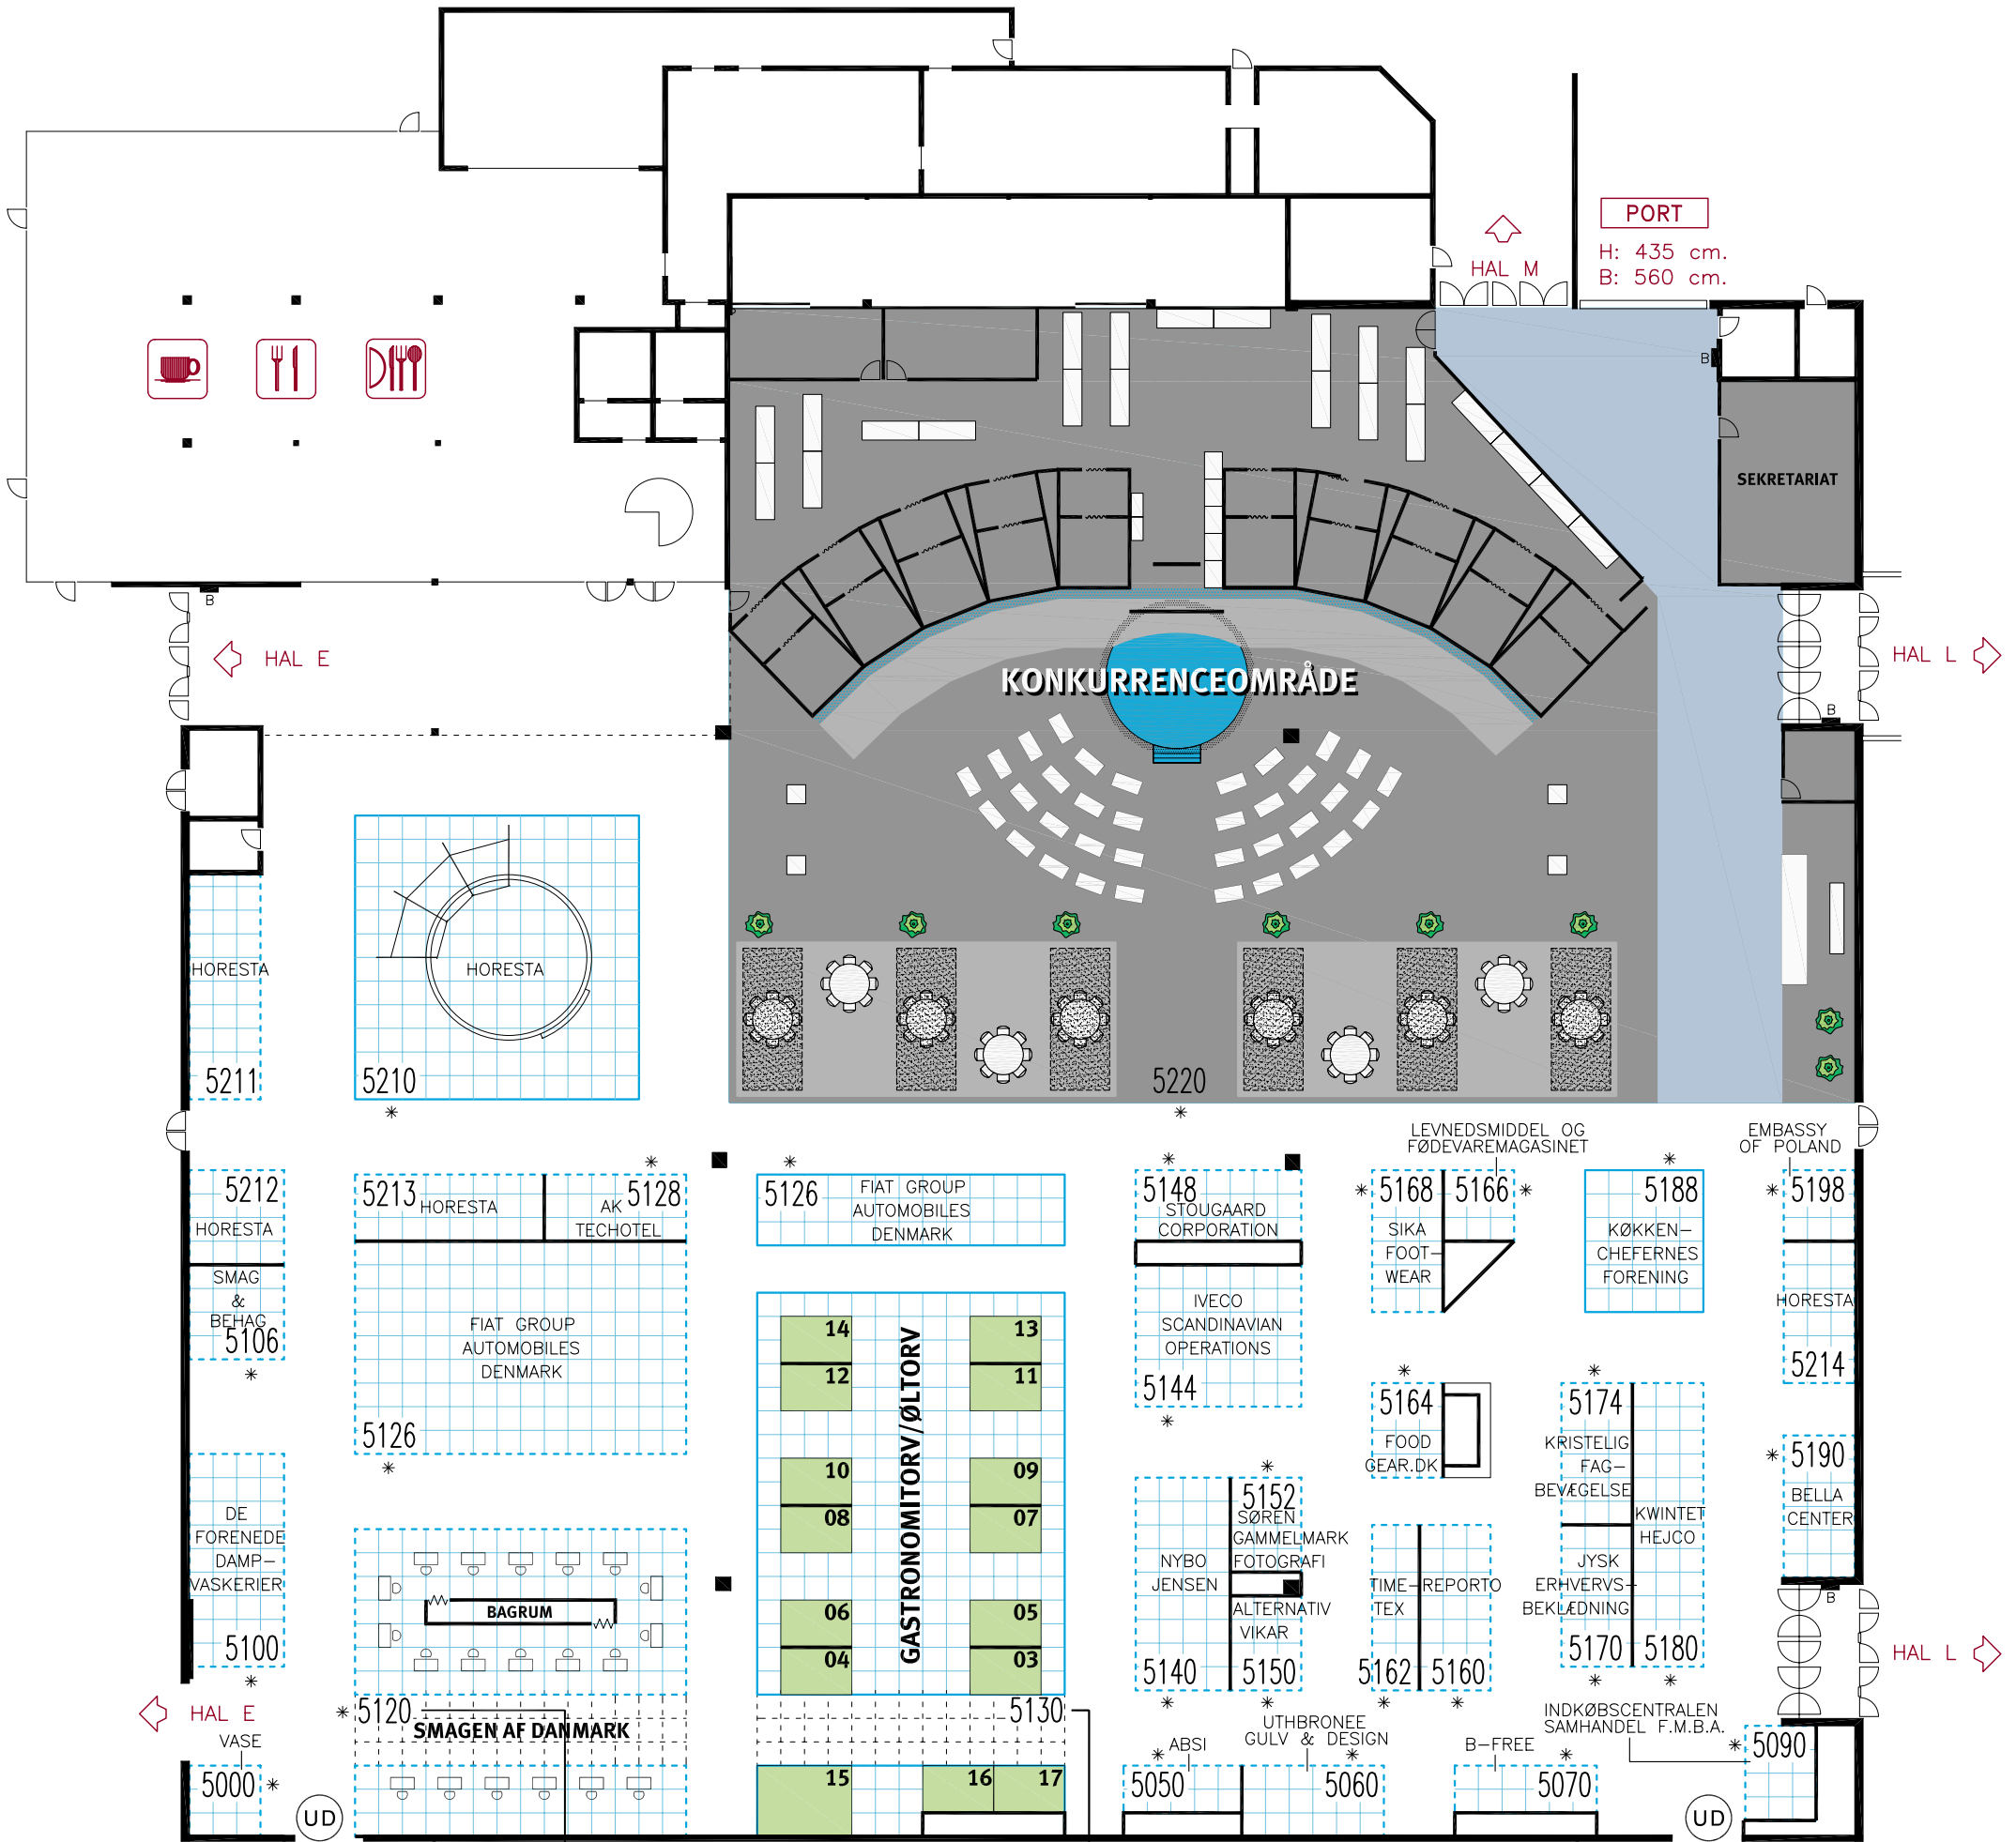 PORT
H: 435 cm.
B: 560 cm.
HAL M
B
SEKRETARIAT
B
HAL E
KONKURRENCEOMRÅDE
HAL L
B
HORESTA
5211
HORESTA
5210
5220
LEVNEDSMIDDEL OG
FØDEVAREMAGASINET
EMBASSY
OF POLAND
5212
HORESTA
5213 HORESTA
AK 5128
TECHOTEL
5126
FIAT GROUP
AUTOMOBILES
DENMARK
5148
STOUGAARD
CORPORATION
5168
SIKA
FOOT-
WEAR
5166
5188
KØKKEN-
CHEFERNES
FORENING
5198
SMAG
&
BEHAG
5106
FIAT GROUP
AUTOMOBILES
DENMARK
5126
14
13
12
11
10
09
08
07
06
05
04
03
GASTRONOMITORV/ØLTORV
IVECO
SCANDINAVIAN
OPERATIONS
5144
HORESTA
5214
5164
FOOD
GEAR.DK
5174
KRISTELIG
FAG-
BEVÆGELSE
KWINTET
HEJCO
5190
BELLA
CENTER
DE
FORENEDE
DAMP-
VASKERIER
5100
BAGRUM
NYBO
JENSEN
5140
5152
SØREN
GAMMELMARK
FOTOGRAFI
ALTERNATIV
VIKAR
5150
TIME-
TEX
5162
REPORTO
5160
JYSK
ERHVERVS-
BEKLÆDNING
5170
5180
B
HAL L
HAL E
5120
SMAGEN AF DANMARK
5130
VASE
5000
UD
15
16
17
ABSI
5050
UTHBRONEE
GULV & DESIGN
5060
B-FREE
5070
INDKØBSCENTRALEN
SAMHANDEL F.M.B.A.
5090
UD